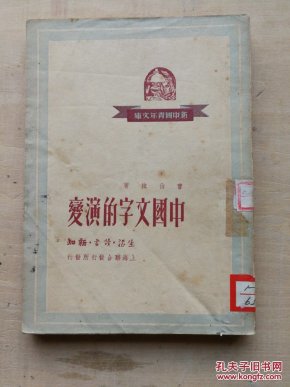 新中國青年文庫
曹伯韓著
中國文字的演變
生活·讀書·新知
上海聯合發行所發行
孔夫子旧书网